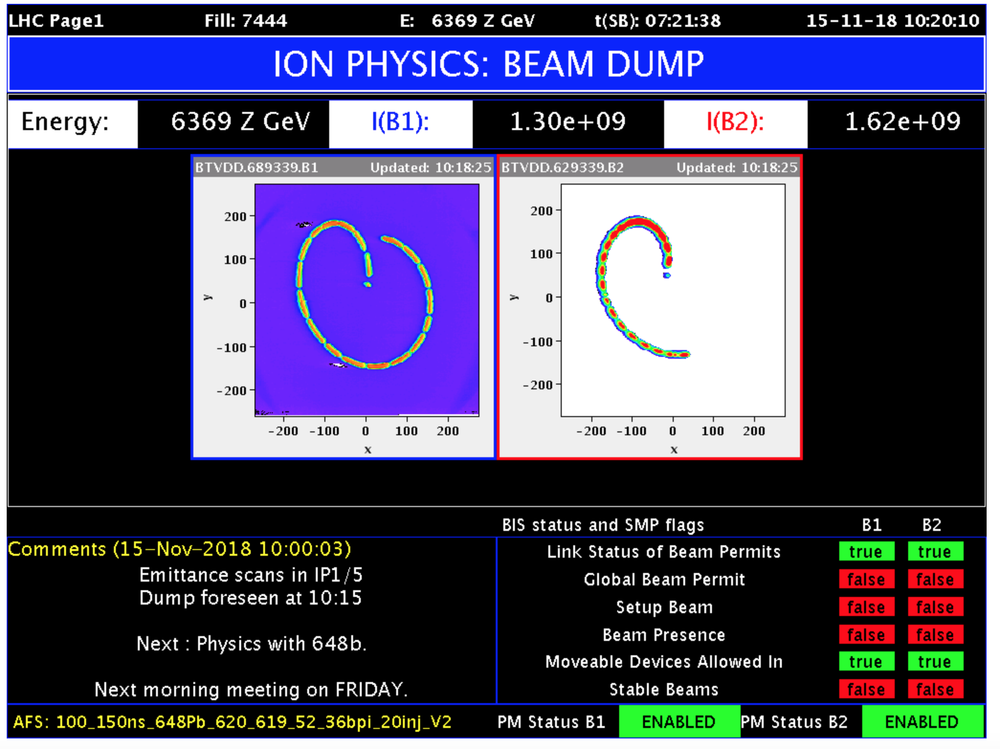 LHC Page1 Fill: 7444 E: 6369 Z GeV t(SB): 07:21:38 15-11-18 10:20:10
ION PHYSICS: BEAM DUMP
Energy: 6369 Z GeV I(B1): 1.30e+09 I(B2): 1.62e+09
BTVDD.689339.B1 Updated: 10:18:25
200
100
0
-100
-200
y
-200 -100 0 100 200
x
BTVDD.629339.B2 Updated: 10:18:25
200
100
0
-100
-200
y
-200 -100 0 100 200
x
Comments (15-Nov-2018 10:00:03)
Emittance scans in IP1/5
Dump foreseen at 10:15
Next : Physics with 648b.
Next morning meeting on FRIDAY.
BIS status and SMP flags B1 B2
Link Status of Beam Permits true true
Global Beam Permit false false
Setup Beam false false
Beam Presence false false
Moveable Devices Allowed In true true
Stable Beams false false
AFS: 100_150ns_648Pb_620_619_52_36bpi_20inj_V2 PM Status B1 ENABLED PM Status B2 ENABLED